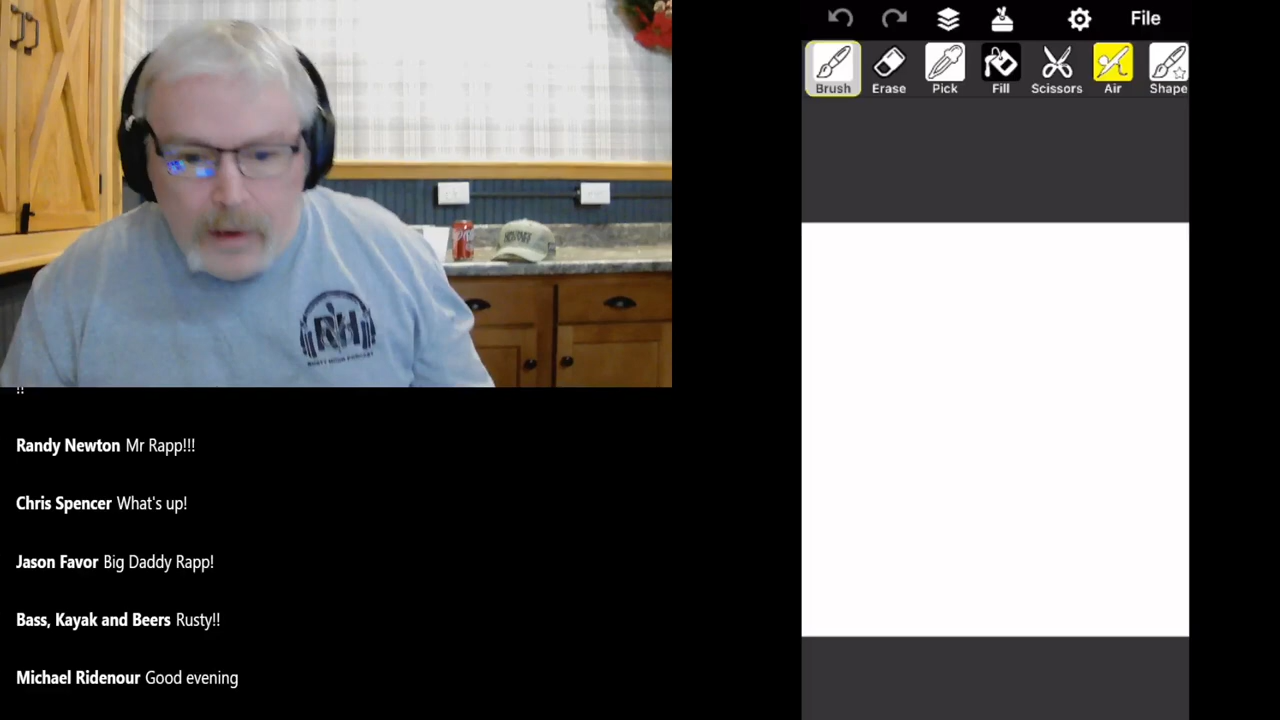 File
Brush Erase Pick Fill Scissors Air Shape
RH
!!
Randy Newton Mr Rapp!!!
Chris Spencer What's up!
Jason Favor Big Daddy Rapp!
Bass, Kayak and Beers Rusty!!
Michael Ridenour Good evening